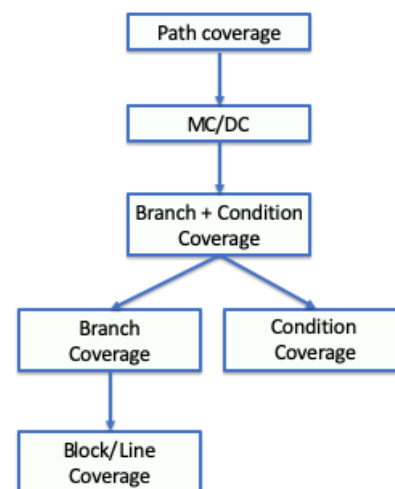 Path coverage
MC/DC
Branch + Condition
Coverage
Branch
Coverage
Condition
Coverage
Block/Line
Coverage